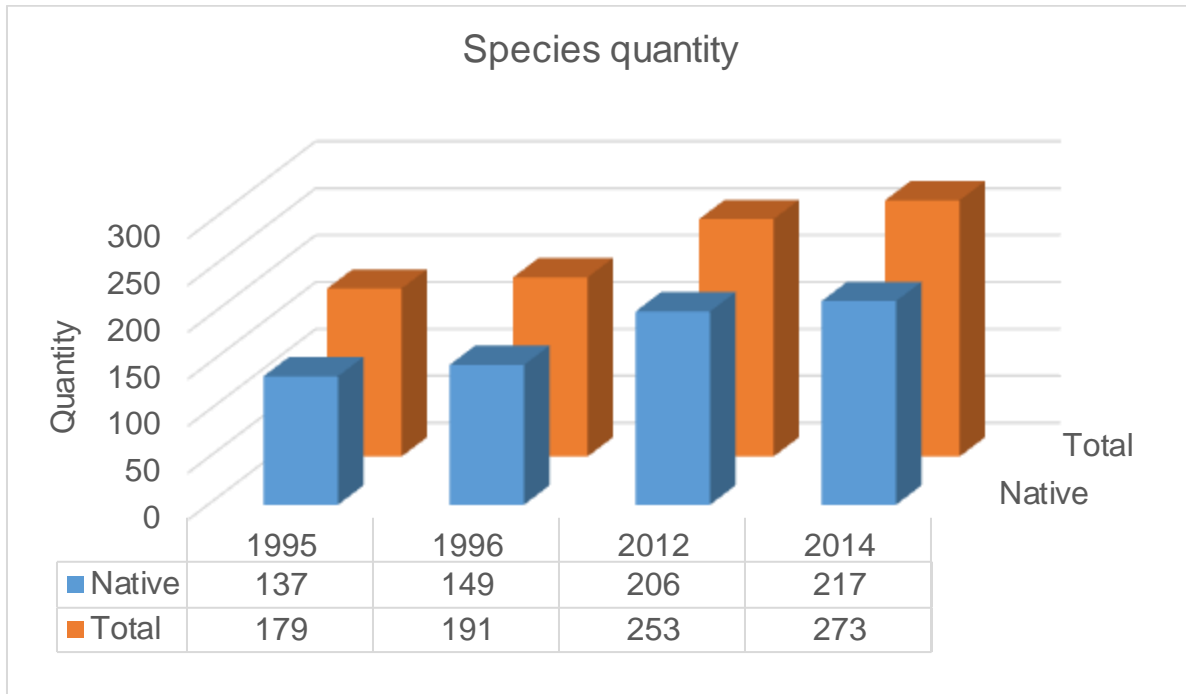 Species quantity
300
250
200
150
100
50
0
Quantity
Total
Native
1995 1996 2012 2014
Native 137 149 206 217
Total 179 191 253 273